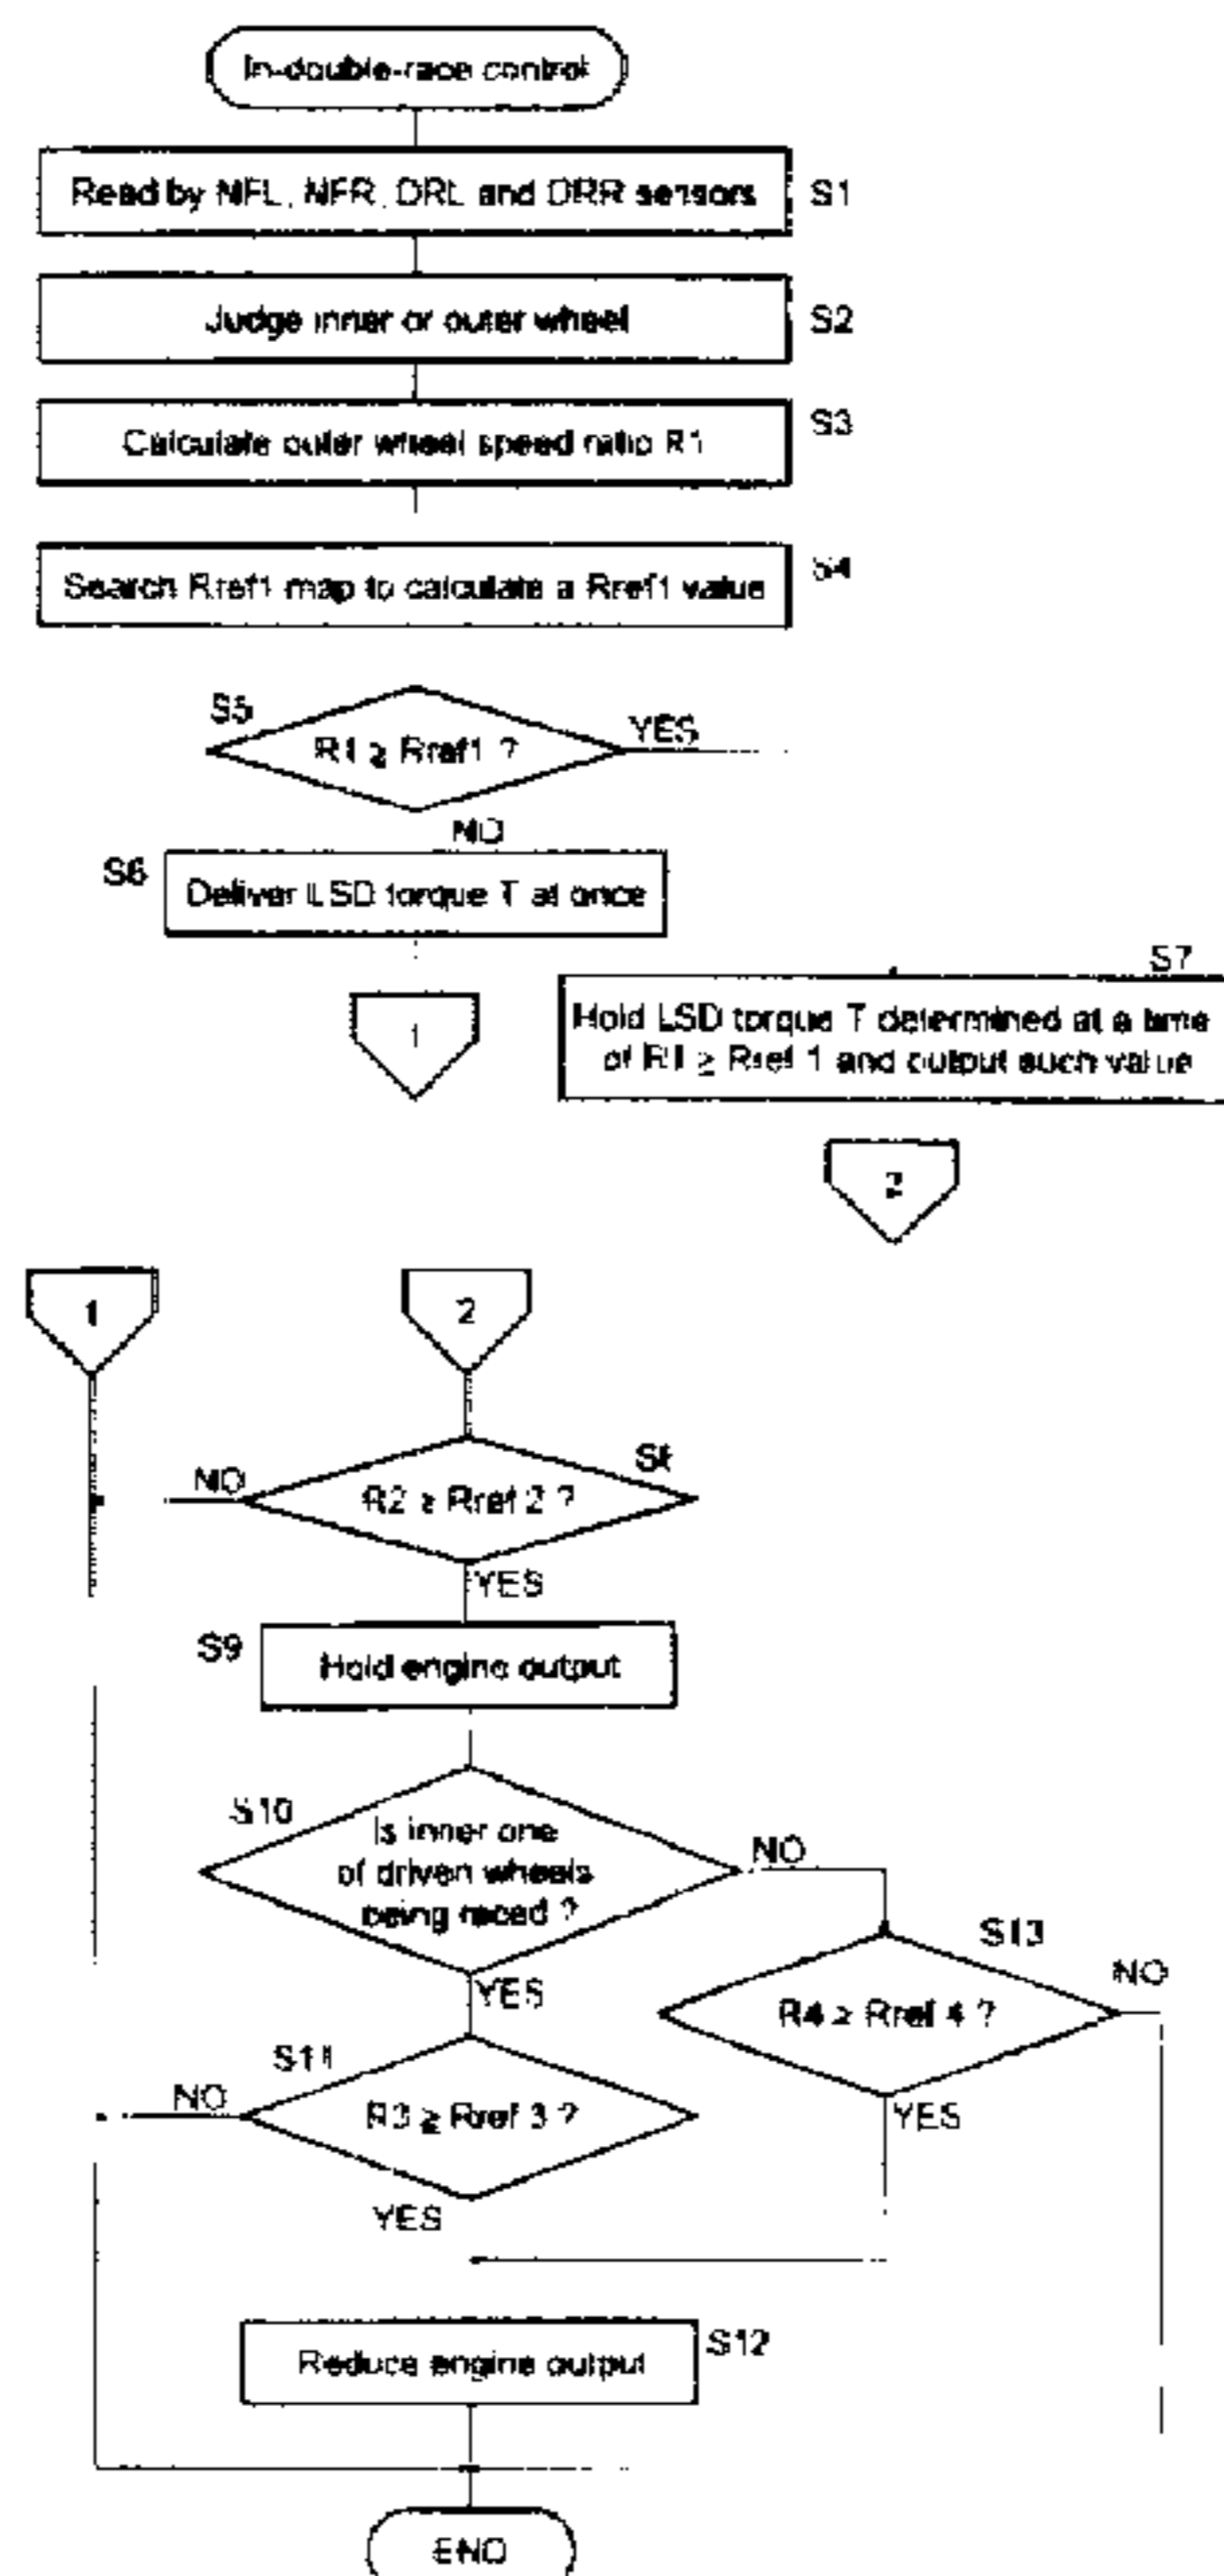 In-double-race control
Read by NFL, NFR, DRL and DRR sensors
S1
Judge inner or outer wheel
S2
Calculate outer wheel speed ratio R1
S3
Search Rref1 map to calculate a Rref1 value
S4
S5
R1 ≧ Rref1 ?
YES
NO
S6
Deliver LSD torque T at once
1
S7
Hold LSD torque T determined at a time
of R1 ≧ Rref 1 and output such value
2
1
2
NO
R2 ≧ Rref 2 ?
YES
S9
Hold engine output
S10
Is inner one
of driven wheels
being raced ?
NO
S13
YES
R4 ≧ Rref 4 ?
NO
S11
NO
R3 ≧ Rref 3 ?
YES
YES
Reduce engine output
S12
END